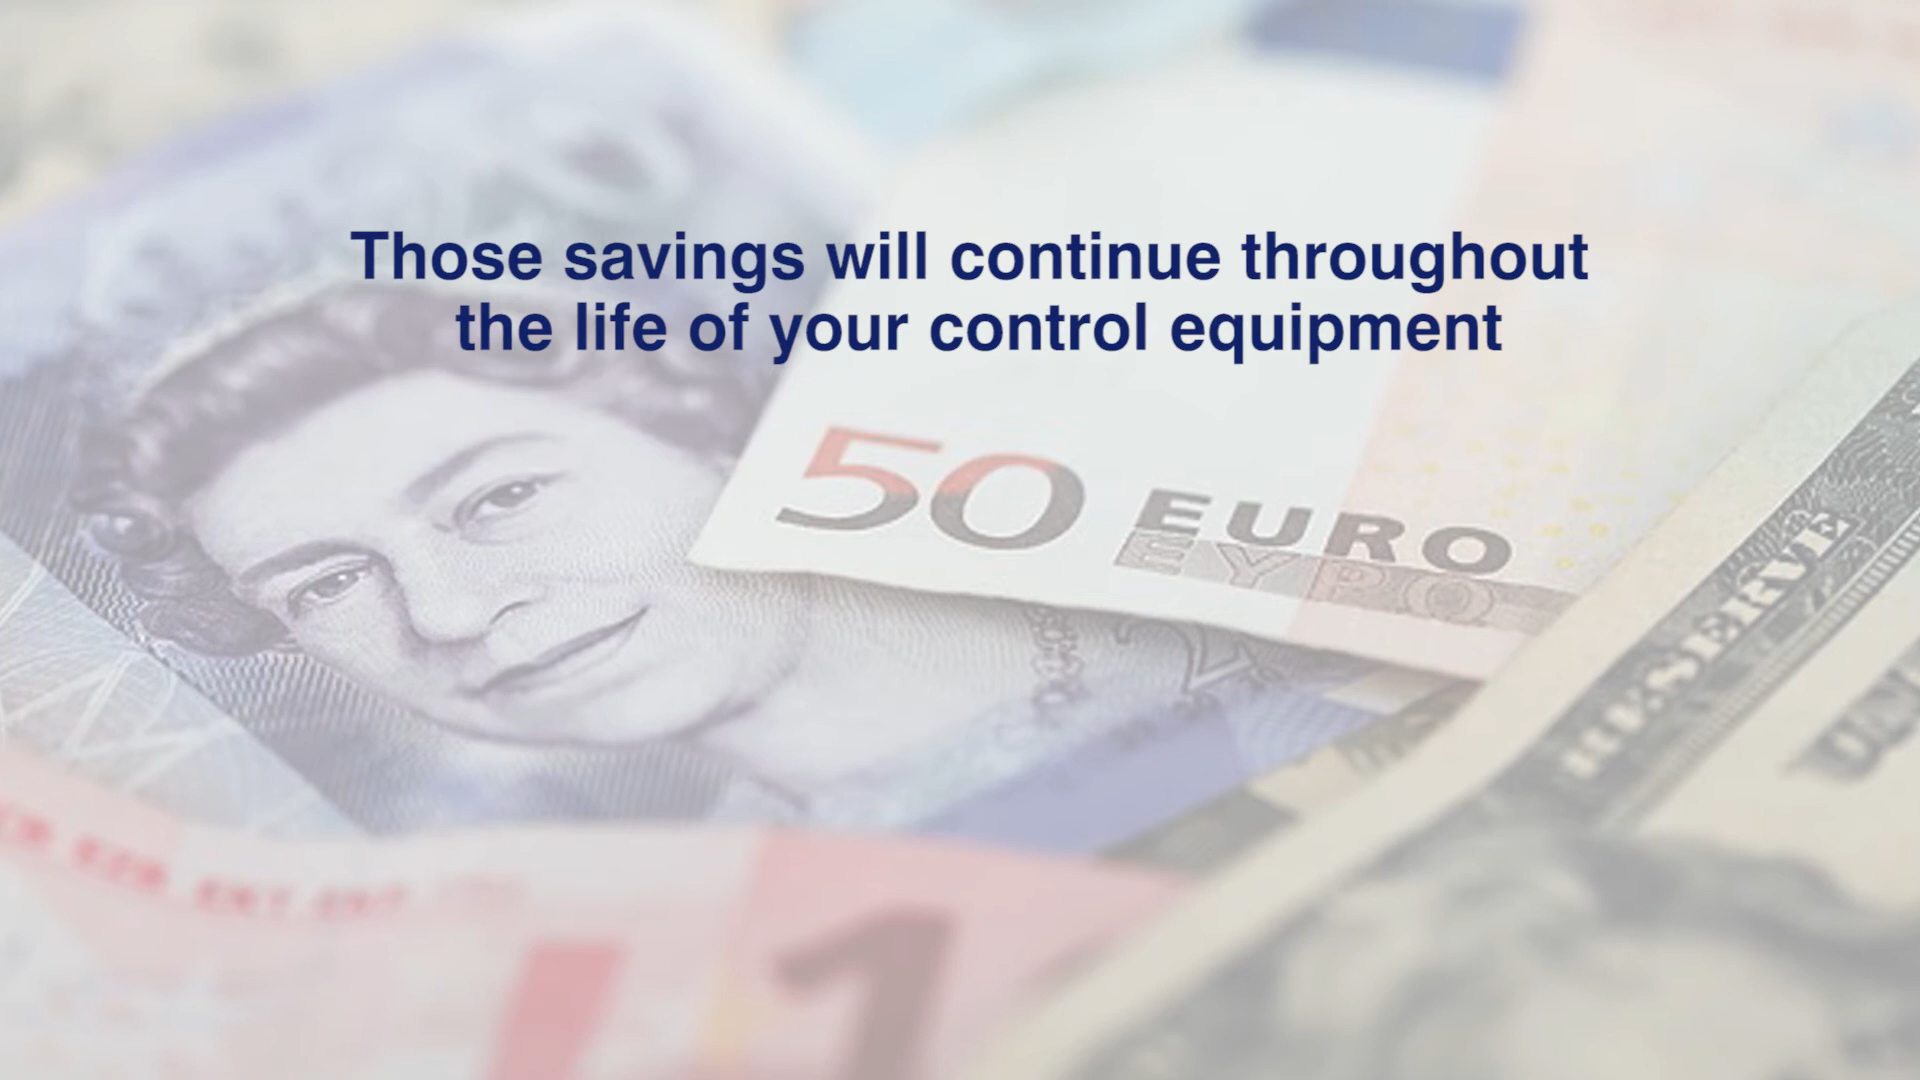 Those savings will continue throughout
the life of your control equipment
50 EURO
ΕΥΡΩ
RESERVE